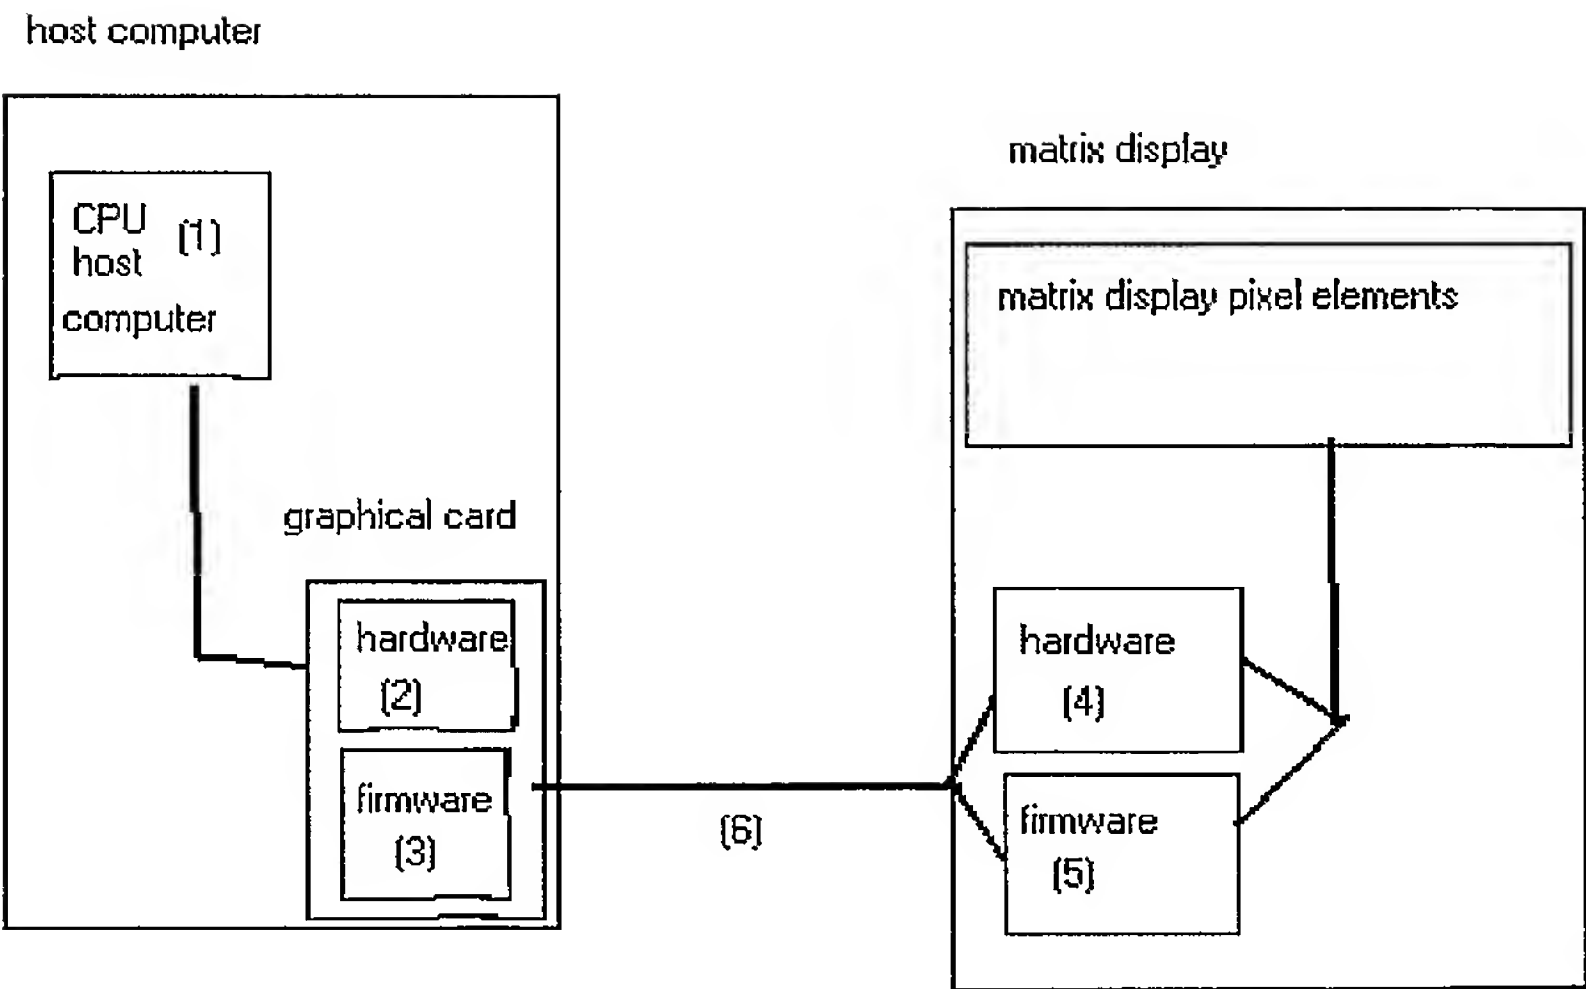 host computer
matrix display
CPU (1)
host
computer
matrix display pixel elements
graphical card
hardware
(2)
firmware
(3)
(6)
hardware
(4)
firmware
(5)